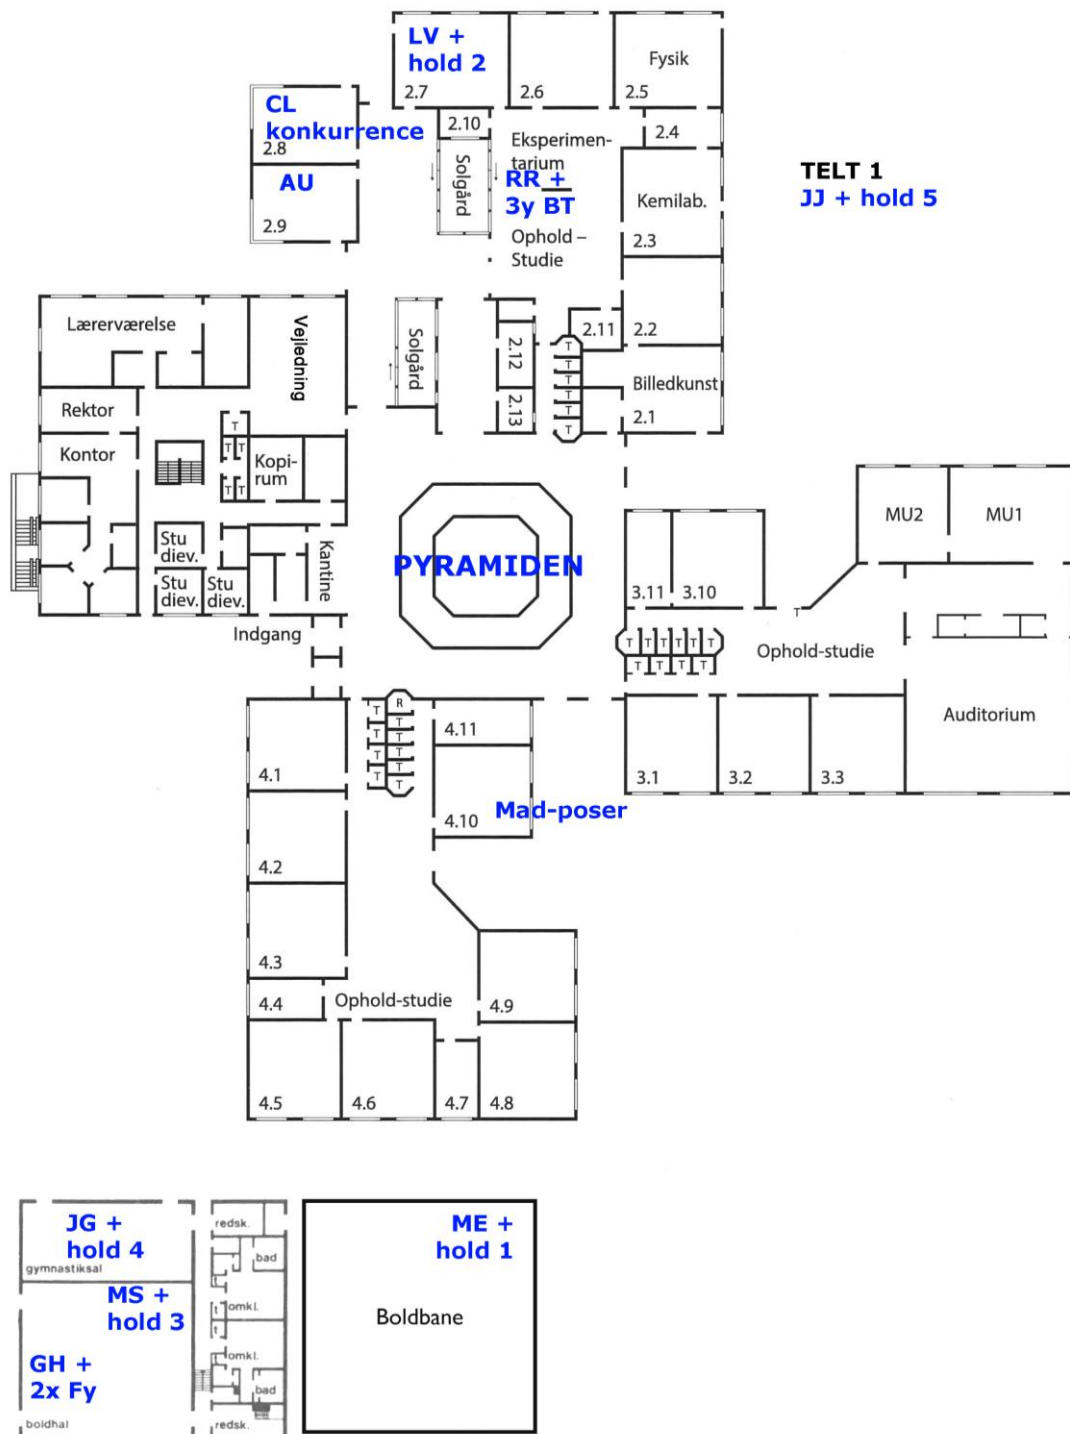 LV +
hold 2
2.7
2.6
Fysik
2.5
CL
konkurrence
2.8
2.10
Eksperimen-
tarium
2.4
Solgård
AU
2.9
RR +
3y BT
Ophold –
Studie
Kemilab.
2.3
TELT 1
JJ + hold 5
Lærerværelse
Vejledning
Solgård
2.12
2.11
2.2
T
T
T
T
T
T
2.13
Billedkunst
2.1
Rektor
Kontor
T
T T
T T
Kopi-
rum
MU2
MU1
Stu
diev.
Stu
diev.
Stu
diev.
Kantine
PYRAMIDEN
3.11
3.10
T
Indgang
T T T T T T
T T T T
Ophold-studie
Auditorium
3.1
3.2
3.3
R
T
T
T
T
T
T
T
T
T
4.11
4.1
4.10
Mad-poser
4.2
4.3
4.4
Ophold-studie
4.9
4.5
4.6
4.7
4.8
JG +
hold 4
gymnastiksal
redsk.
bad
ME +
hold 1
MS +
hold 3
t
omkl.
t
Boldbane
GH +
2x Fy
t
omkl.
bad
boldhal
redsk.